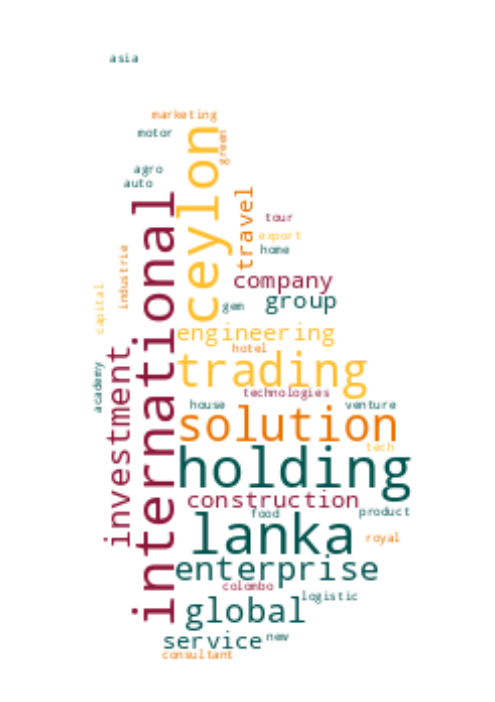 asia
marketing
motor
green
ceylon
agro
auto
international
travel
tour
export
home
industrie
company
capital
group
gem
engineering
hotel
investment
trading
academy
technologies
house
venture
solution
tech
holding
construction
product
food
lanka
royal
enterprise
colombo
logistic
global
new
service
consultant